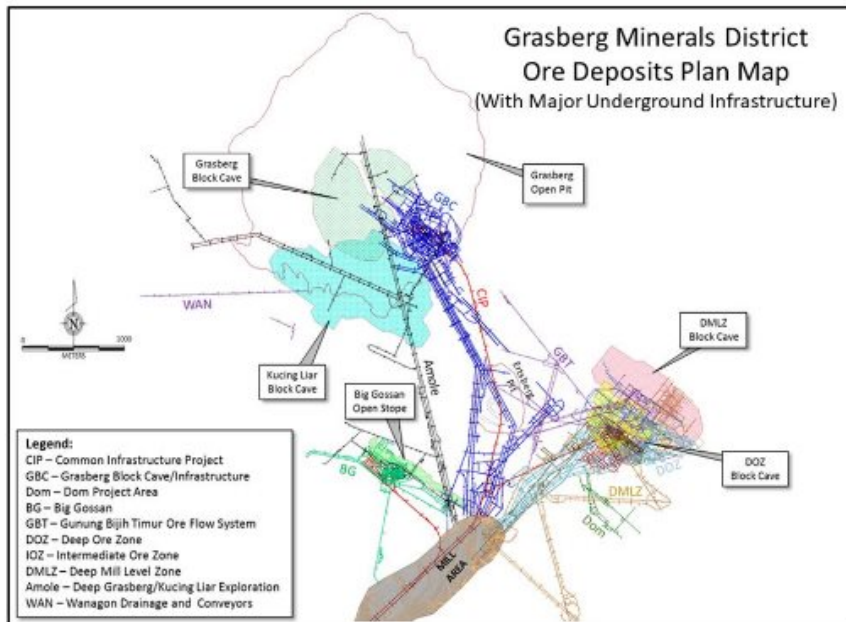 Grasberg Minerals District
Ore Deposits Plan Map
(With Major Underground Infrastructure)
Grasberg
Block Cave
Grasberg
Open Pit
GBC
CIP
WAN
N
0
1000
METERS
Kucing Liar
Block Cave
Amole
GBT
Ertsberg
Pit
DMLZ
Block Cave
Big Gossan
Open Stope
BG
DOZ
DOZ
Block Cave
DMLZ
Dom
MILL
AREA
Legend:
CIP – Common Infrastructure Project
GBC – Grasberg Block Cave/Infrastructure
Dom – Dom Project Area
BG – Big Gossan
GBT – Gunung Bijih Timur Ore Flow System
DOZ – Deep Ore Zone
IOZ – Intermediate Ore Zone
DMLZ – Deep Mill Level Zone
Amole – Deep Grasberg/Kucing Liar Exploration
WAN – Wanagon Drainage and Conveyors